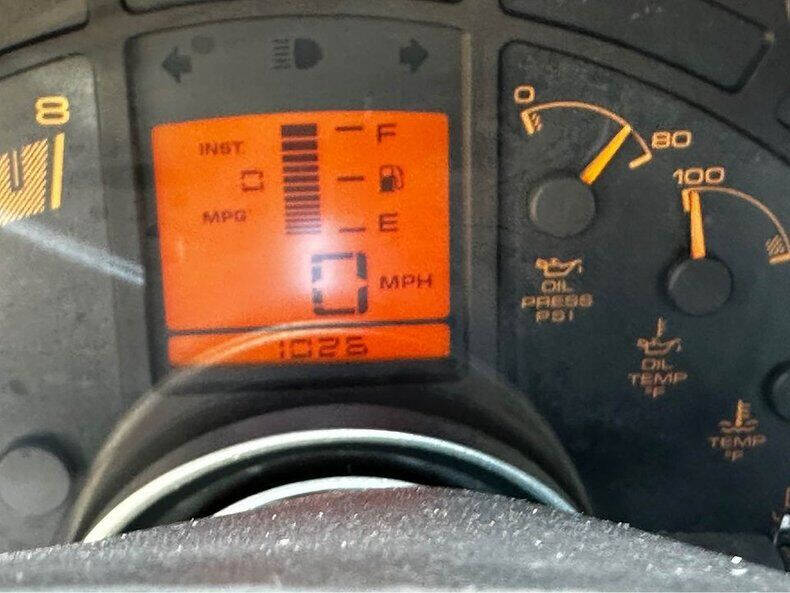 8
INST.
0
MPG
F
E
0 MPH
1026
0
80
OIL
PRESS
PSI
100
OIL
TEMP
°F
TEMP
°F